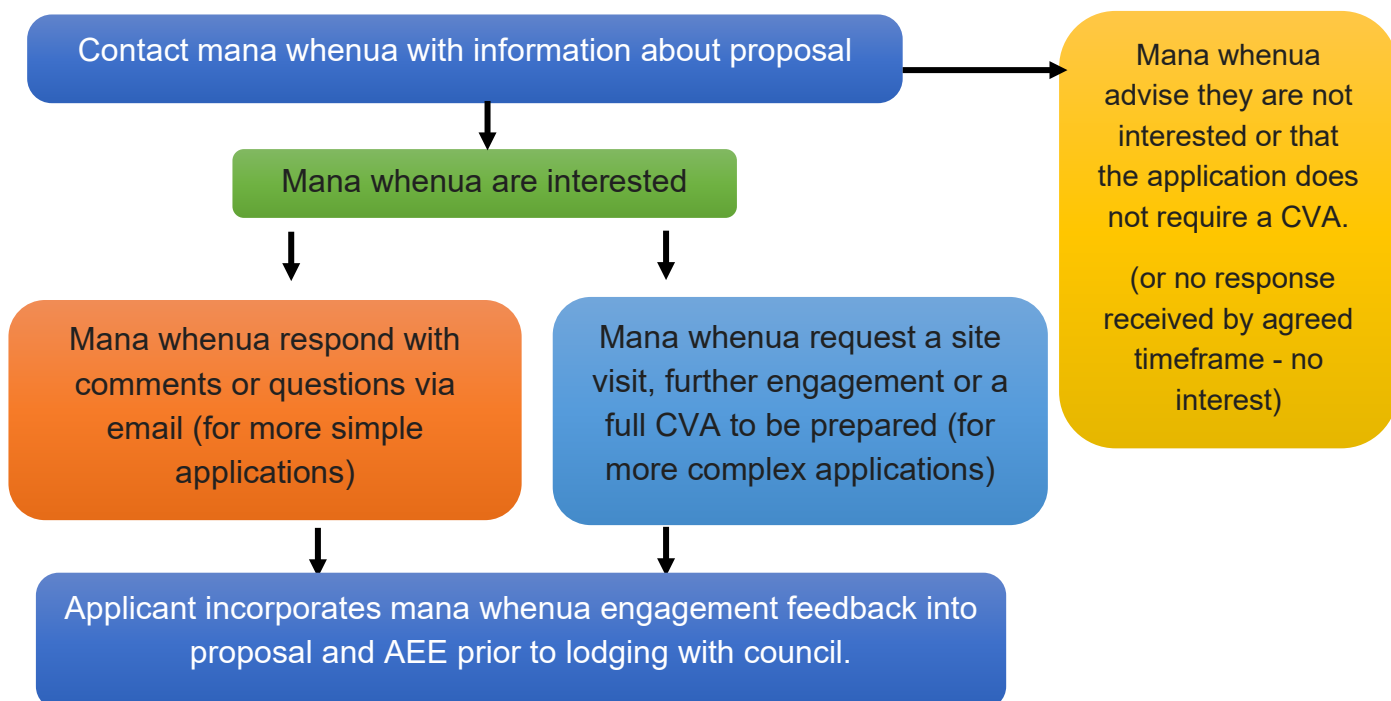 Contact mana whenua with information about proposal
Mana whenua
advise they are not
interested or that
the application does
not require a CVA.
(or no response
received by agreed
timeframe - no
interest)
Mana whenua are interested
Mana whenua respond with
comments or questions via
email (for more simple
applications)
Mana whenua request a site
visit, further engagement or a
full CVA to be prepared (for
more complex applications)
Applicant incorporates mana whenua engagement feedback into
proposal and AEE prior to lodging with council.